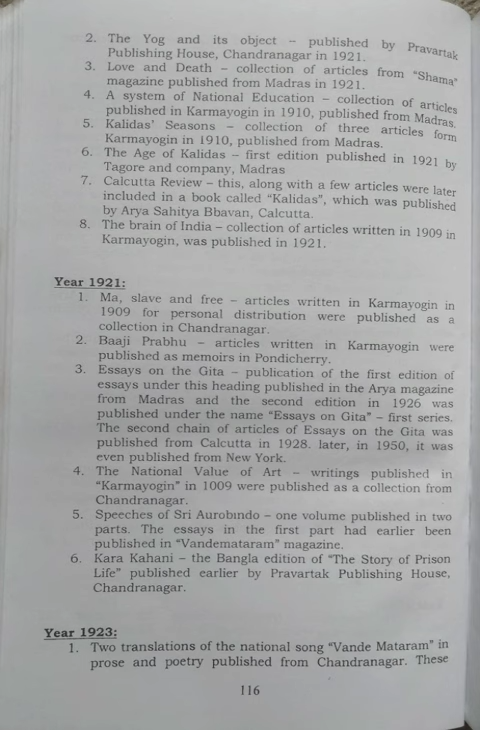 2. The Yog and its object – published by Pravartak
Publishing House, Chandranagar in 1921.
3. Love and Death – collection of articles from "Shama"
magazine published from Madras in 1921.
4. A system of National Education – collection of articles
published in Karmayogin in 1910, published from Madras.
5. Kalidas' Seasons – collection of three articles form
Karmayogin in 1910, published from Madras.
6. The Age of Kalidas – first edition published in 1921 by
Tagore and company, Madras
7. Calcutta Review – this, along with a few articles were later
included in a book called "Kalidas", which was published
by Arya Sahitya Bbavan, Calcutta.
8. The brain of India – collection of articles written in 1909 in
Karmayogin, was published in 1921.
Year 1921:
1. Ma, slave and free – articles written in Karmayogin in
1909 for personal distribution were published as a
collection in Chandranagar.
2. Baaji Prabhu – articles written in Karmayogin were
published as memoirs in Pondicherry.
3. Essays on the Gita – publication of the first edition of
essays under this heading published in the Arya magazine
from Madras and the second edition in 1926 was
published under the name "Essays on Gita" – first series.
The second chain of articles of Essays on the Gita was
published from Calcutta in 1928. later, in 1950, it was
even published from New York.
4. The National Value of Art – writings published in
"Karmayogin" in 1009 were published as a collection from
Chandranagar.
5. Speeches of Sri Aurobindo – one volume published in two
parts. The essays in the first part had earlier been
published in "Vandemataram" magazine.
6. Kara Kahani – the Bangla edition of "The Story of Prison
Life" published earlier by Pravartak Publishing House,
Chandranagar.
Year 1923:
1. Two translations of the national song "Vande Mataram" in
prose and poetry published from Chandranagar. These
116